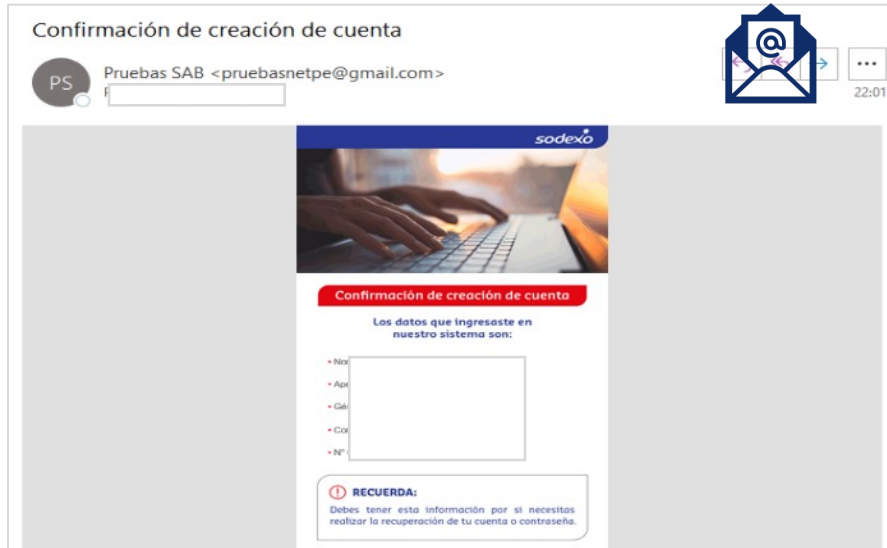 Confirmación de creación de cuenta
PS
Pruebas SAB <pruebasnetpe@gmail.com>
22:01
sodexo
Confirmación de creación de cuenta
Los datos que ingresaste en
nuestro sistema son:
• N°
RECUERDA:
Debes tener esta información por si necesitas
realizar la recuperación de tu cuenta o contraseña.